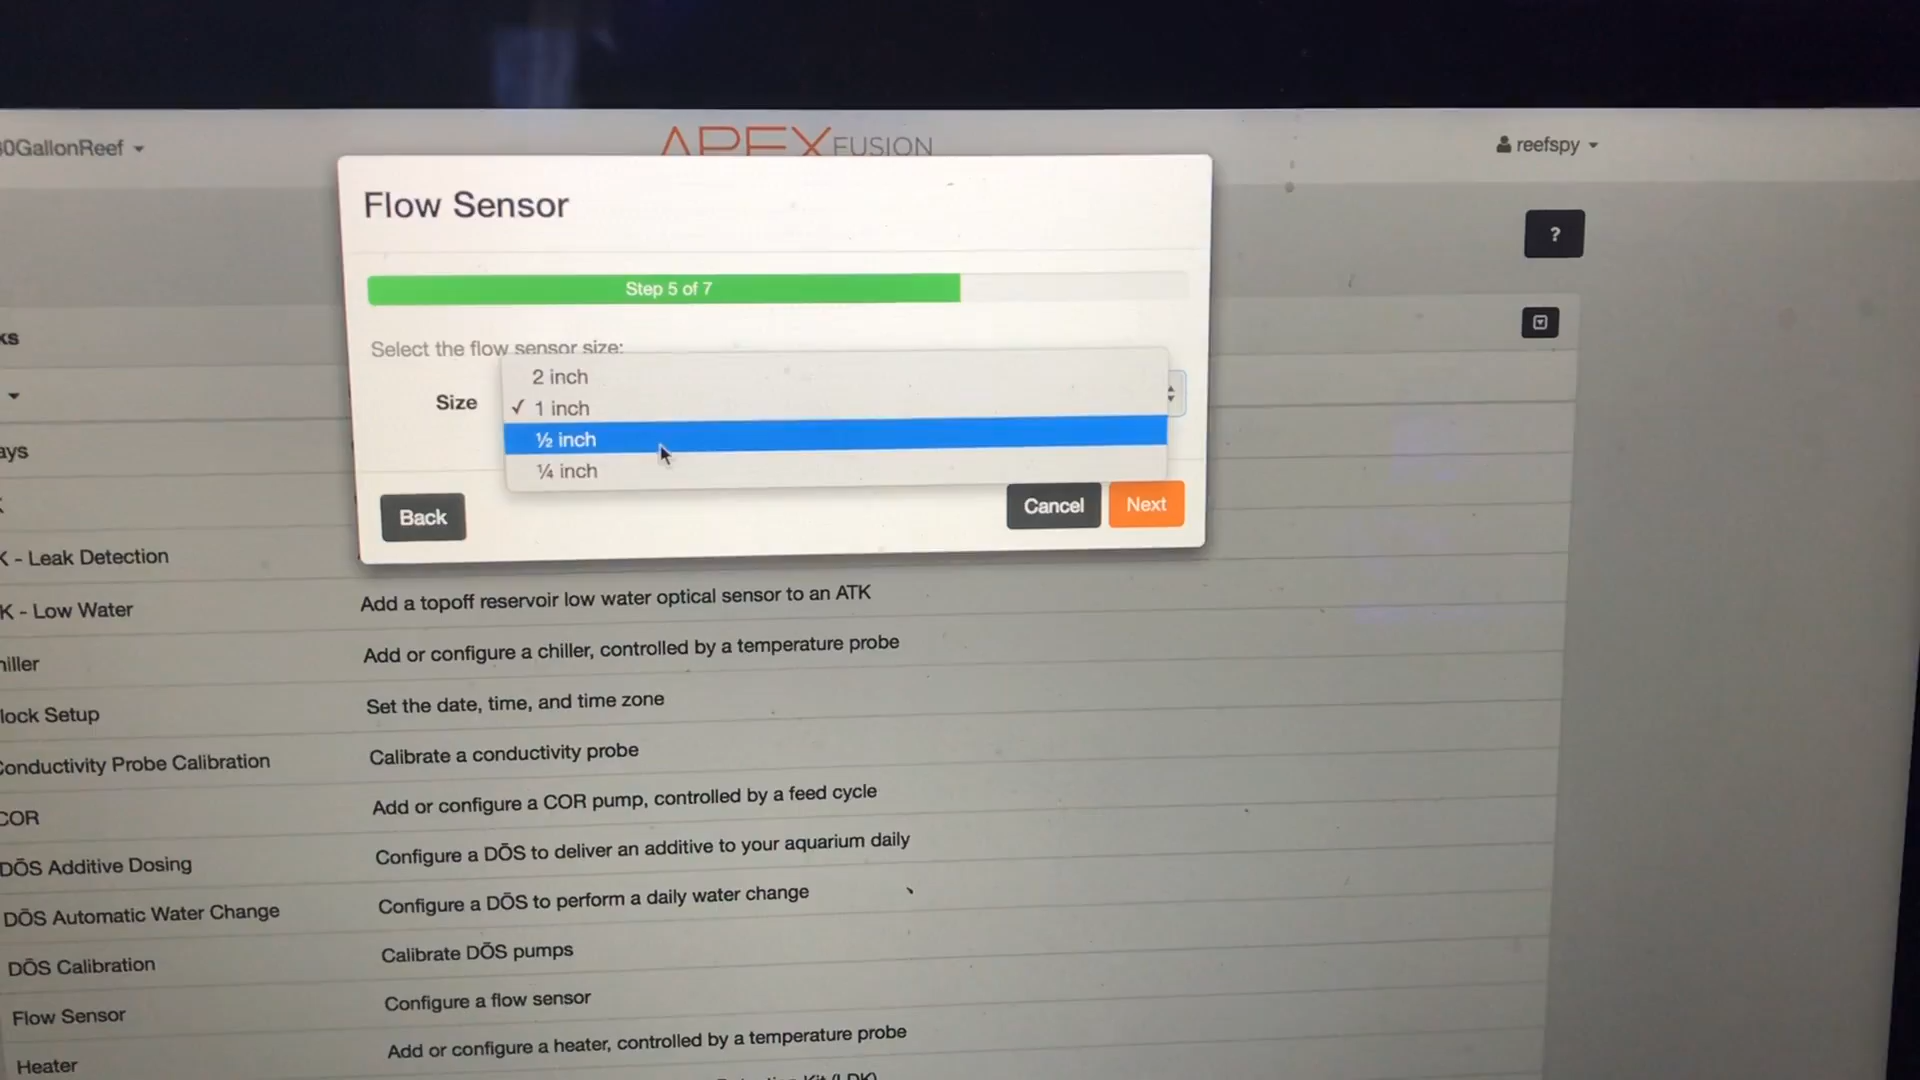 0GallonReef
APEX FUSION
reefspy
Flow Sensor
?
Step 5 of 7
ks
Select the flow sensor size:
2 inch
Size
✓ 1 inch
½ inch
ays
¼ inch
Back
Cancel
Next
K - Leak Detection
K - Low Water
Add a topoff reservoir low water optical sensor to an ATK
hiller
Add or configure a chiller, controlled by a temperature probe
lock Setup
Set the date, time, and time zone
Conductivity Probe Calibration
Calibrate a conductivity probe
COR
Add or configure a COR pump, controlled by a feed cycle
DŌS Additive Dosing
Configure a DŌS to deliver an additive to your aquarium daily
DŌS Automatic Water Change
Configure a DŌS to perform a daily water change
DŌS Calibration
Calibrate DŌS pumps
Flow Sensor
Configure a flow sensor
Heater
Add or configure a heater, controlled by a temperature probe
Kit (LDK)